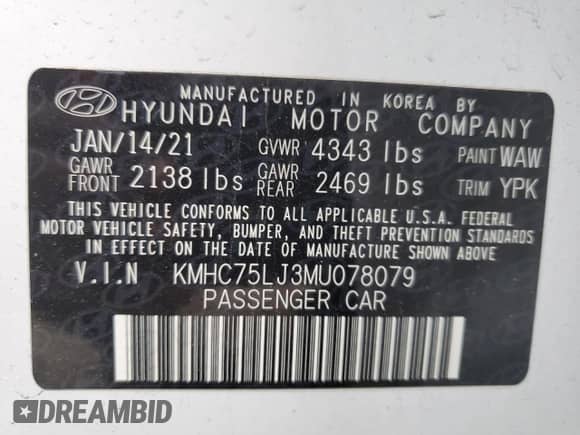 MANUFACTURED IN KOREA BY
HYUNDAI MOTOR COMPANY
JAN/14/21 GVWR 4343 lbs PAINT WAW
GAWR FRONT 2138 lbs GAWR REAR 2469 lbs TRIM YPK
THIS VEHICLE CONFORMS TO ALL APPLICABLE U.S.A. FEDERAL
MOTOR VEHICLE SAFETY, BUMPER, AND THEFT PREVENTION
STANDARDS IN EFFECT ON THE DATE OF MANUFACTURE SHOWN ABOVE
V.I.N KMHC75LJ3MU078079
PASSENGER CAR
DREAMBID